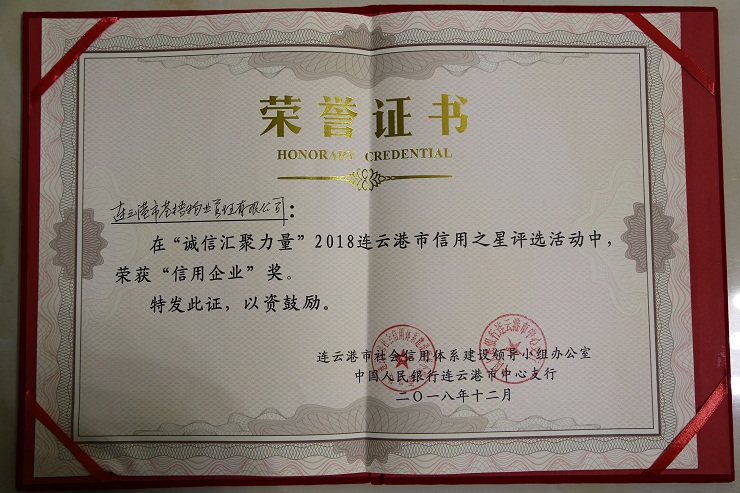 荣誉证书
HONORARY CREDENTIAL
连云港市港榕物业管理有限公司：
在“诚信汇聚力量”2018连云港市信用之星评选活动中，
荣获“信用企业”奖。
特发此证，以资鼓励。
连云港市社会信用体系建设领导小组办公室
中国人民银行连云港市中心支行
二〇一八年十二月